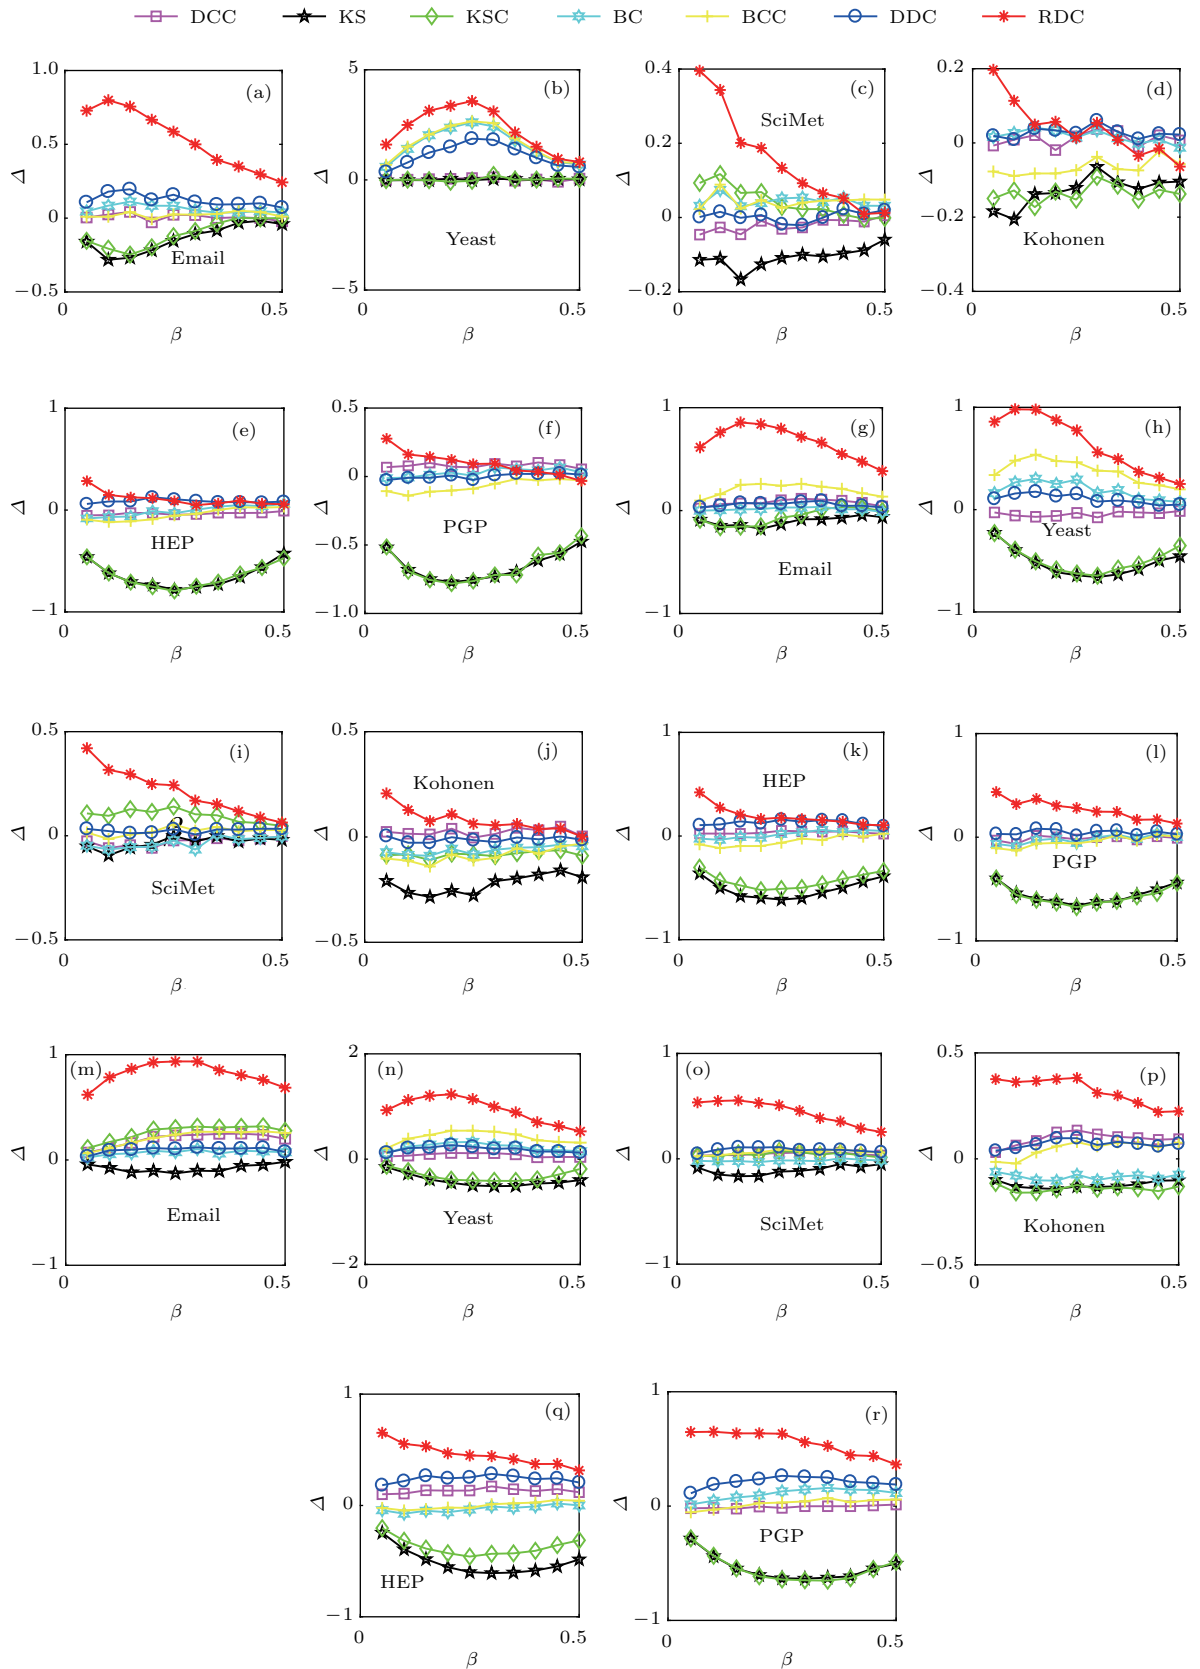 DCC KS KSC BC BCC DDC RDC
1.0 0.5 0 −0.5 Δ (a) Email 0 0.5 β
5 0 −5 Δ (b) Yeast 0 0.5 β
0.4 0.2 0 −0.2 Δ (c) SciMet 0 0.5 β
0.2 0 −0.2 −0.4 Δ (d) Kohonen 0 0.5 β
1 0 −1 Δ (e) HEP 0 0.5 β
0.5 0 −0.5 −1.0 Δ (f) PGP 0 0.5 β
1 0 −1 Δ (g) Email 0 0.5 β
1 0 −1 Δ (h) Yeast 0 0.5 β
0.5 0 −0.5 Δ (i) 2 SciMet 0 0.5 β
0.5 0 −0.5 Δ (j) Kohonen 0 0.5 β
1 0 −1 Δ (k) HEP 0 0.5 β
1 0 −1 Δ (l) PGP 0 0.5 β
1 0 −1 Δ (m) Email 0 0.5 β
2 0 −2 Δ (n) Yeast 0 0.5 β
1 0 −1 Δ (o) SciMet 0 0.5 β
0.5 0 −0.5 Δ (p) Kohonen 0 0.5 β
1 0 −1 Δ (q) HEP 0 0.5 β
1 0 −1 Δ (r) PGP 0 0.5 β